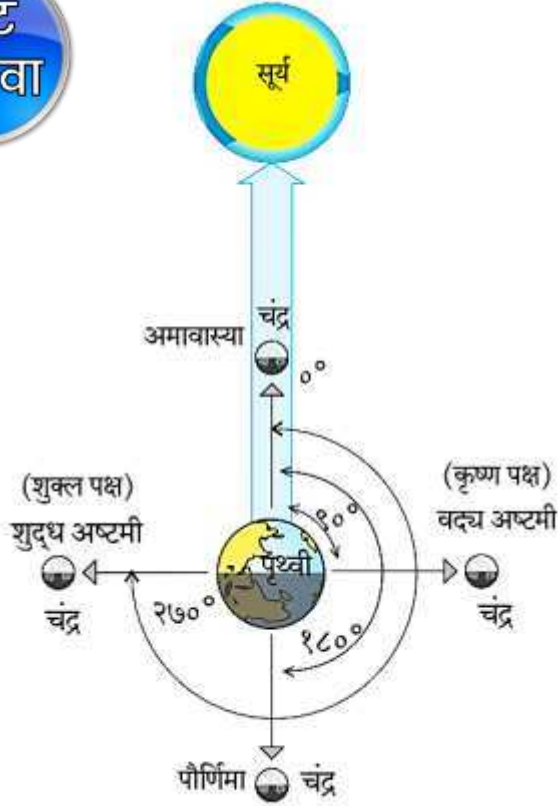 वा
सूर्य
चंद्र
अमावास्या
०°
(शुक्ल पक्ष)
शुद्ध अष्टमी
(कृष्ण पक्ष)
वद्य अष्टमी
९०°
पृथ्वी
चंद्र
२७०°
१८०°
चंद्र
पौर्णिमा
चंद्र